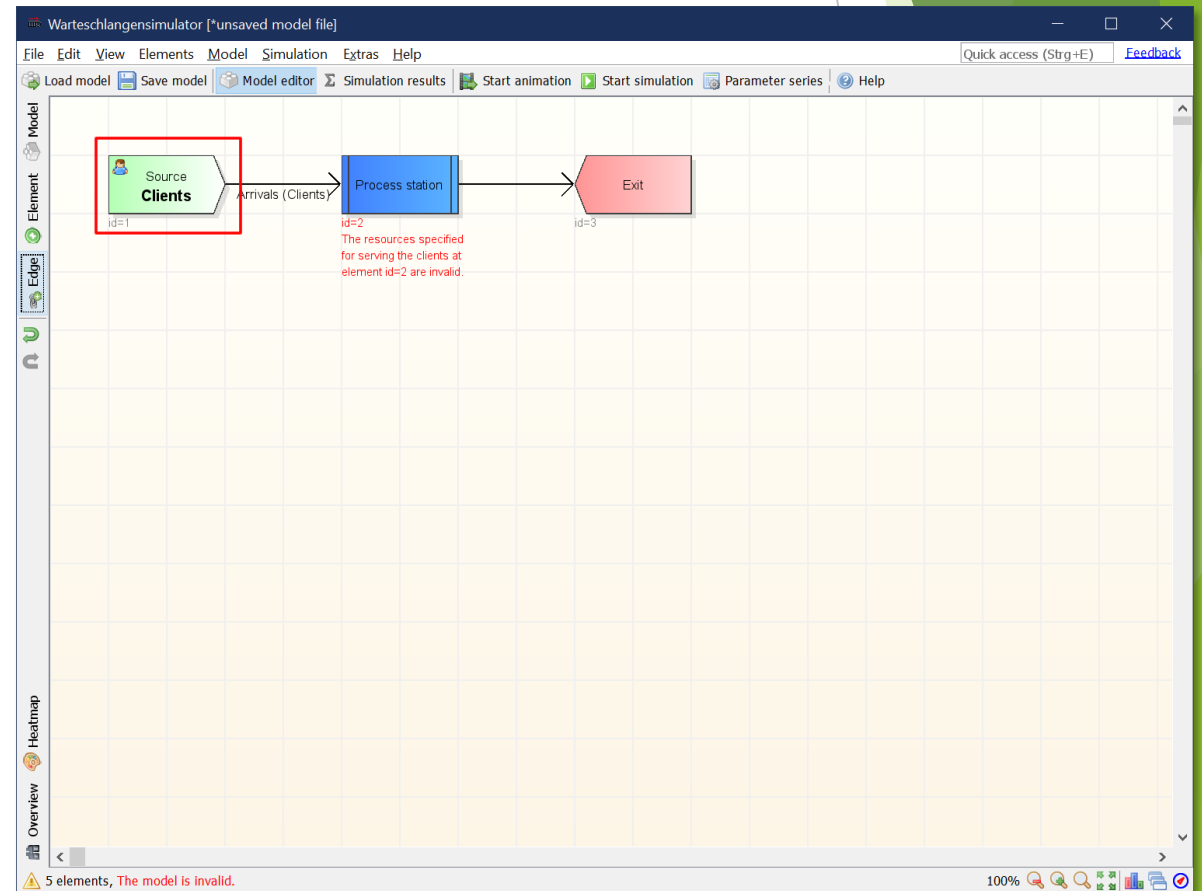 Warteschlangensimulator [*unsaved model file]
File Edit View Elements Model Simulation Extras Help
Quick access (Strg+E) Feedback
Load model Save model Model editor Σ Simulation results Start animation Start simulation Parameter series Help
Model
Element
Edge
Heatmap
Overview
Source
Clients
id=1
Arrivals (Clients)
Process station
id=2
The resources specified
for serving the clients at
element id=2 are invalid.
Exit
id=3
5 elements, The model is invalid.
100%